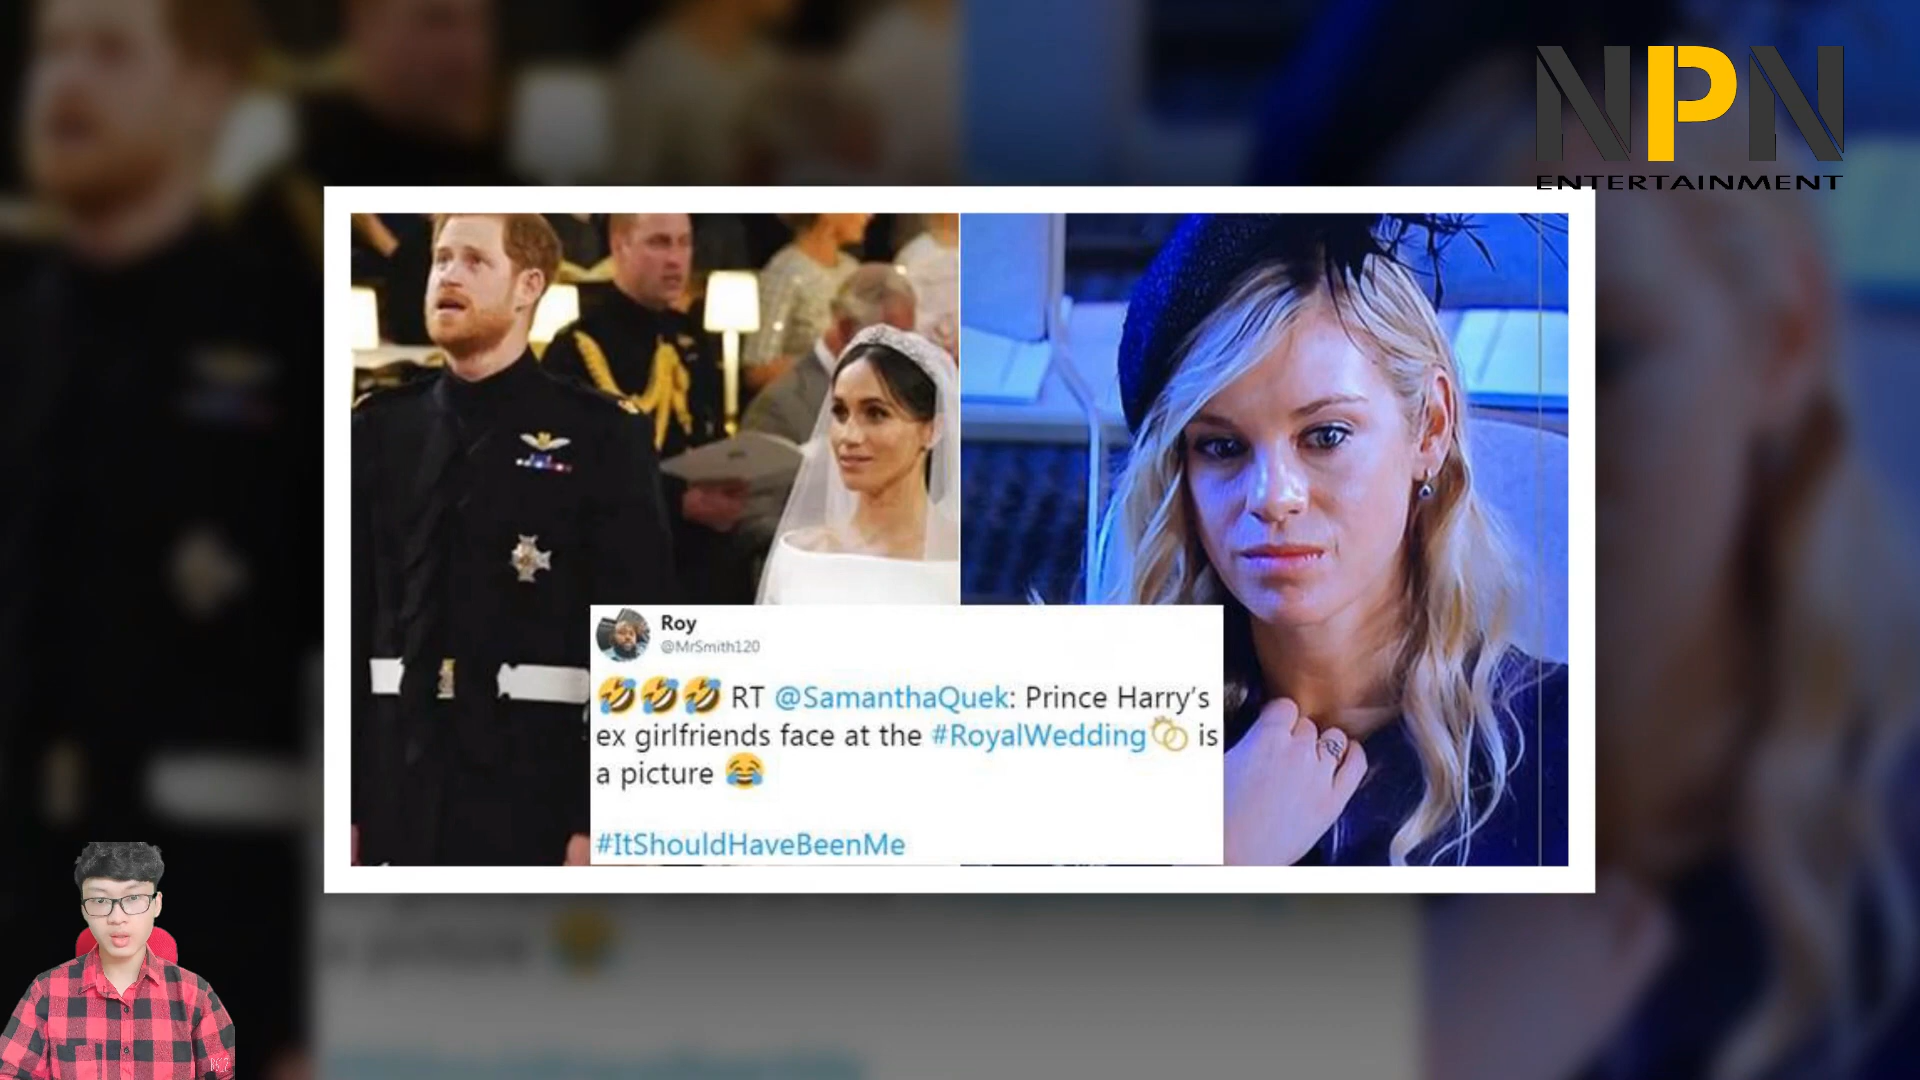 NPN
ENTERTAINMENT
Roy
@MrSmith120
🤣🤣🤣 RT @SamanthaQuek: Prince Harry's
ex girlfriends face at the #RoyalWedding💍 is
a picture 😂
#ItShouldHaveBeenMe